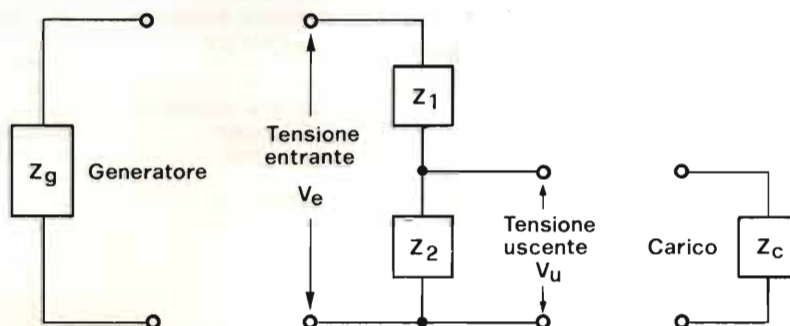 Zg
Generatore
Tensione
entrante
Ve
Z1
Z2
Tensione
uscente
Vu
Carico
Zc